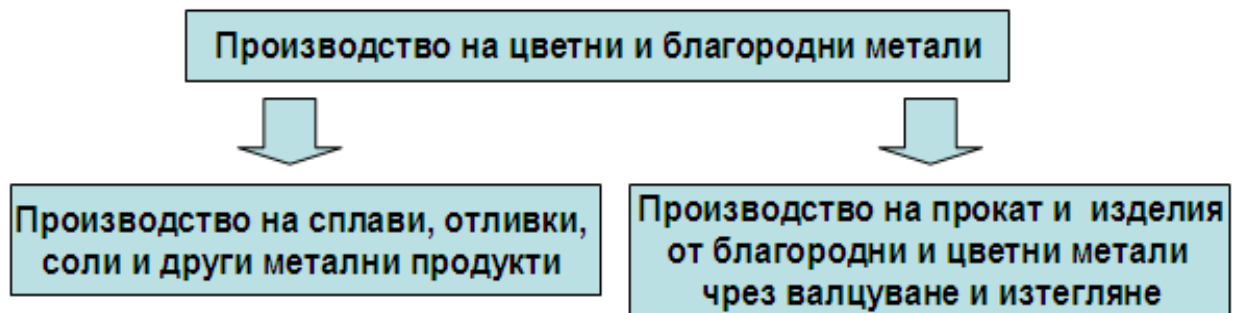 Производство на цветни и благородни метали
Производство на сплави, отливки,
соли и други метални продукти
Производство на прокат и изделия
от благородни и цветни метали
чрез валцуване и изтегляне